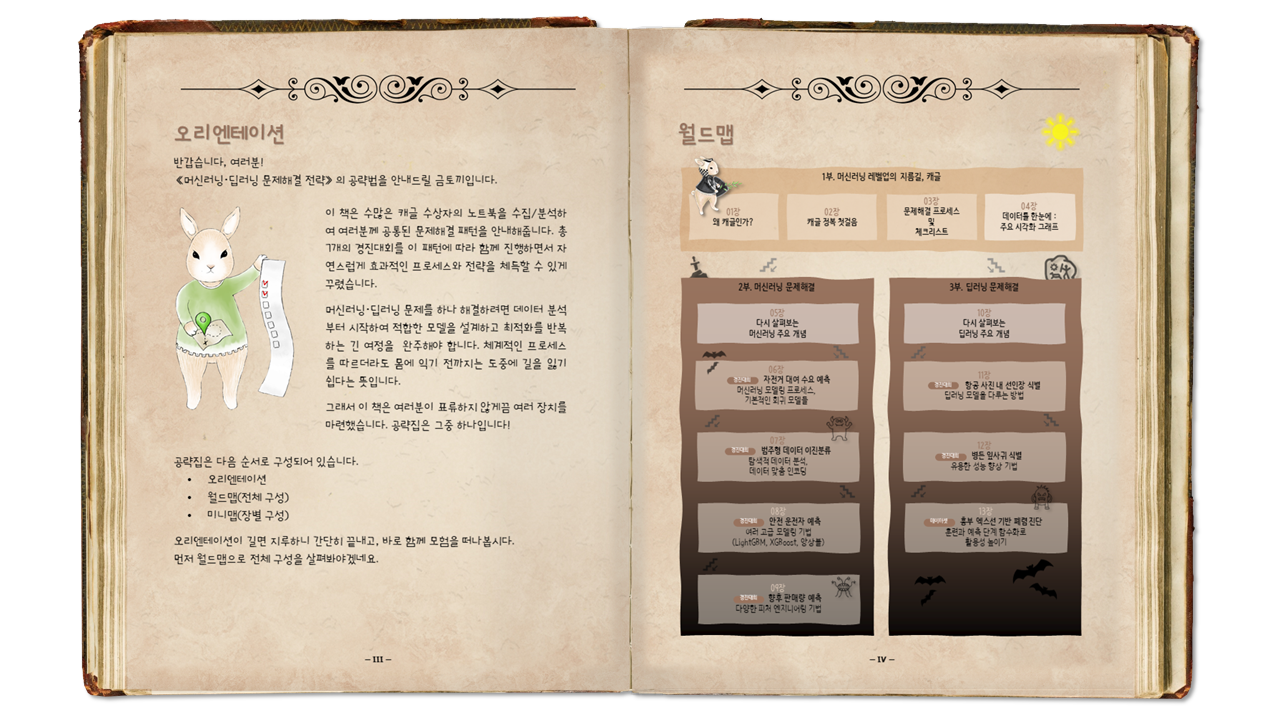 오리엔테이션
반갑습니다, 여러분!
《머신러닝·딥러닝 문제해결 전략》 의 공략법을 안내드릴 금토끼입니다.
이 책은 수많은 캐글 수상자의 노트북을 수집/분석하
여 여러분께 공통된 문제해결 패턴을 안내해줍니다. 총
7개의 경진대회를 이 패턴에 따라 함께 진행하면서 자
연스럽게 효과적인 프로세스와 전략을 체득할 수 있게
꾸렸습니다.
머신러닝·딥러닝 문제를 하나 해결하려면 데이터 분석
부터 시작하여 적합한 모델을 설계하고 최적화를 반복
하는 긴 여정을 완주해야 합니다. 체계적인 프로세스
를 따르더라도 몸에 익기 전까지는 도중에 길을 잃기
쉽다는 뜻입니다.
그래서 이 책은 여러분이 표류하지 않게끔 여러 장치를
마련했습니다. 공략집은 그중 하나입니다!
공략집은 다음 순서로 구성되어 있습니다.
• 오리엔테이션
• 월드맵(전체 구성)
• 미니맵(장별 구성)
오리엔테이션이 길면 지루하니 간단히 끝내고, 바로 함께 모험을 떠나봅시다.
먼저 월드맵으로 전체 구성을 살펴봐야겠네요.
– III –
월드맵
1부. 머신러닝 레벨업의 지름길, 캐글
01장
왜 캐글인가?
02장
캐글 정복 첫걸음
03장
문제해결 프로세스
및
체크리스트
04장
데이터를 한눈에 :
주요 시각화 그래프
2부. 머신러닝 문제해결
05장
다시 살펴보는
머신러닝 주요 개념
06장
경진대회 자전거 대여 수요 예측
머신러닝 모델링 프로세스,
기본적인 회귀 모델들
07장
경진대회 범주형 데이터 이진분류
탐색적 데이터 분석,
데이터 맞춤 인코딩
08장
경진대회 안전 운전자 예측
여러 고급 모델링 기법
(LightGBM, XGBoost, 앙상블)
09장
경진대회 향후 판매량 예측
다양한 피처 엔지니어링 기법
3부. 딥러닝 문제해결
10장
다시 살펴보는
딥러닝 주요 개념
11장
경진대회 항공 사진 내 선인장 식별
딥러닝 모델을 다루는 방법
12장
경진대회 병든 잎사귀 식별
유용한 성능 향상 기법
13장
데이터셋 흉부 엑스선 기반 폐렴 진단
훈련과 예측 단계 함수화로
활용성 높이기
– IV –